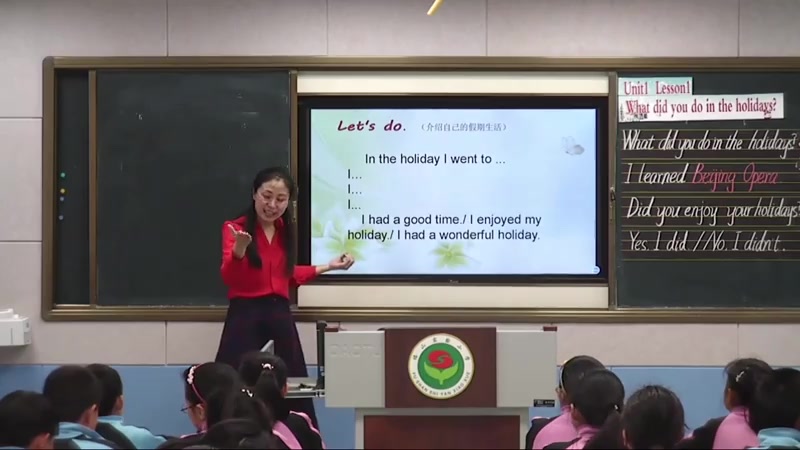 Let's do. （介绍自己的假期生活）
In the holiday I went to ...
I...
I...
I...
I had a good time./ I enjoyed my
holiday./ I had a wonderful holiday.
Unit1 Lesson1
What did you do in the holidays?
What did you do in the holidays?
I learned Beijing Opera
Did you enjoy your holidays?
Yes. I did //No. I didn't.